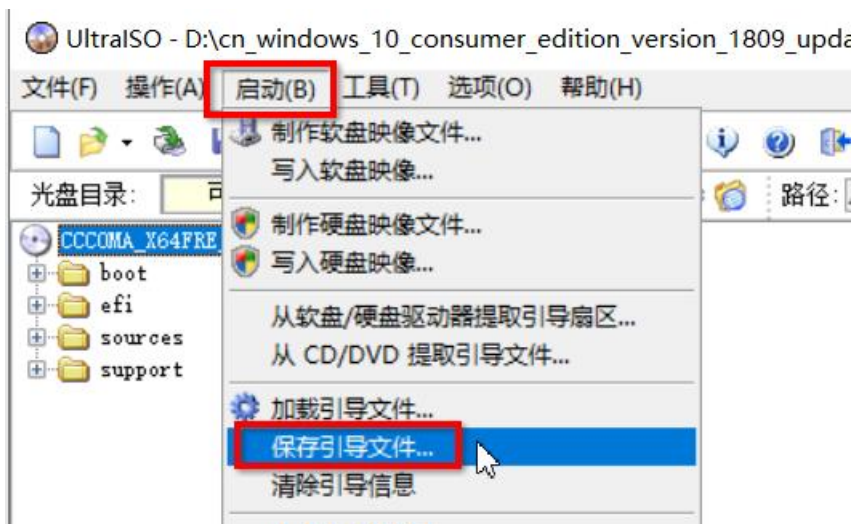 UltraISO - D:\cn_windows_10_consumer_edition_version_1809_upda
文件(F) 操作(A) 启动(B) 工具(T) 选项(O) 帮助(H)
制作软盘映像文件...
写入软盘映像...
光盘目录: 可
路径:
制作硬盘映像文件...
CCCOMA_X64FRE
写入硬盘映像...
boot
efi
从软盘/硬盘驱动器提取引导扇区...
sources
从 CD/DVD 提取引导文件...
support
加载引导文件...
保存引导文件...
清除引导信息